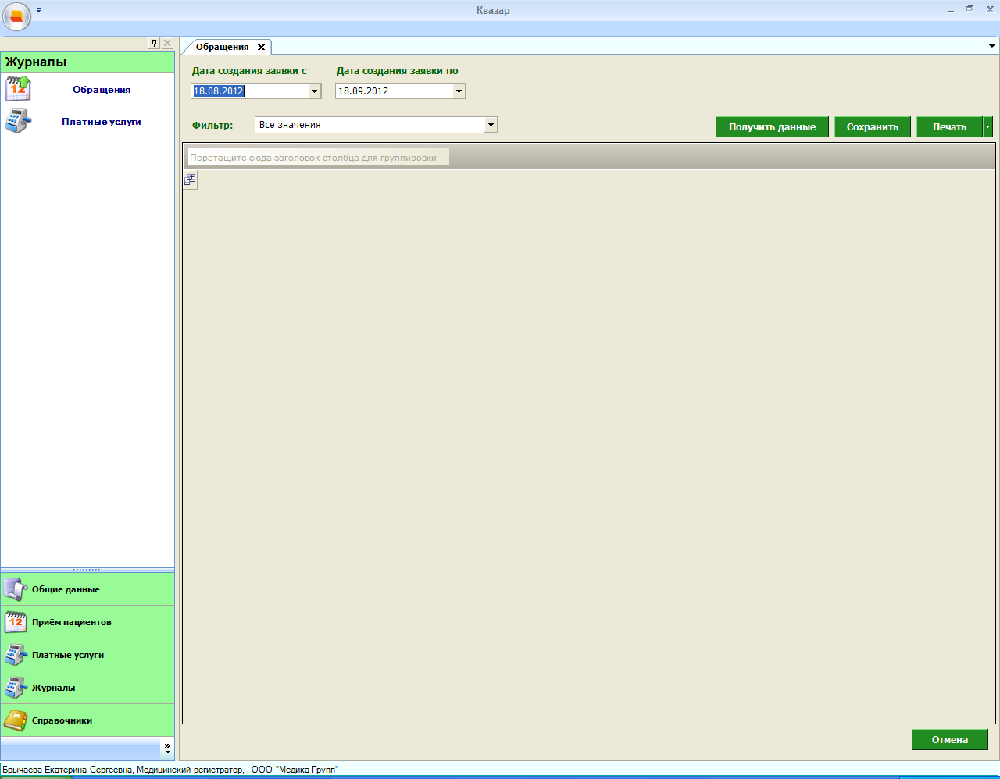 Квазар
Журналы
Обращения
Платные услуги
Обращения
Дата создания заявки с
Дата создания заявки по
18.08.2012
18.09.2012
Фильтр:
Все значения
Получить данные
Сохранить
Печать
Перетащите сюда заголовок столбца для группировки
12
12
Общие данные
Приём пациентов
Платные услуги
Журналы
Справочники
Отмена
Брычаева Екатерина Сергеевна, Медицинский регистратор, , ООО "Медика Групп"